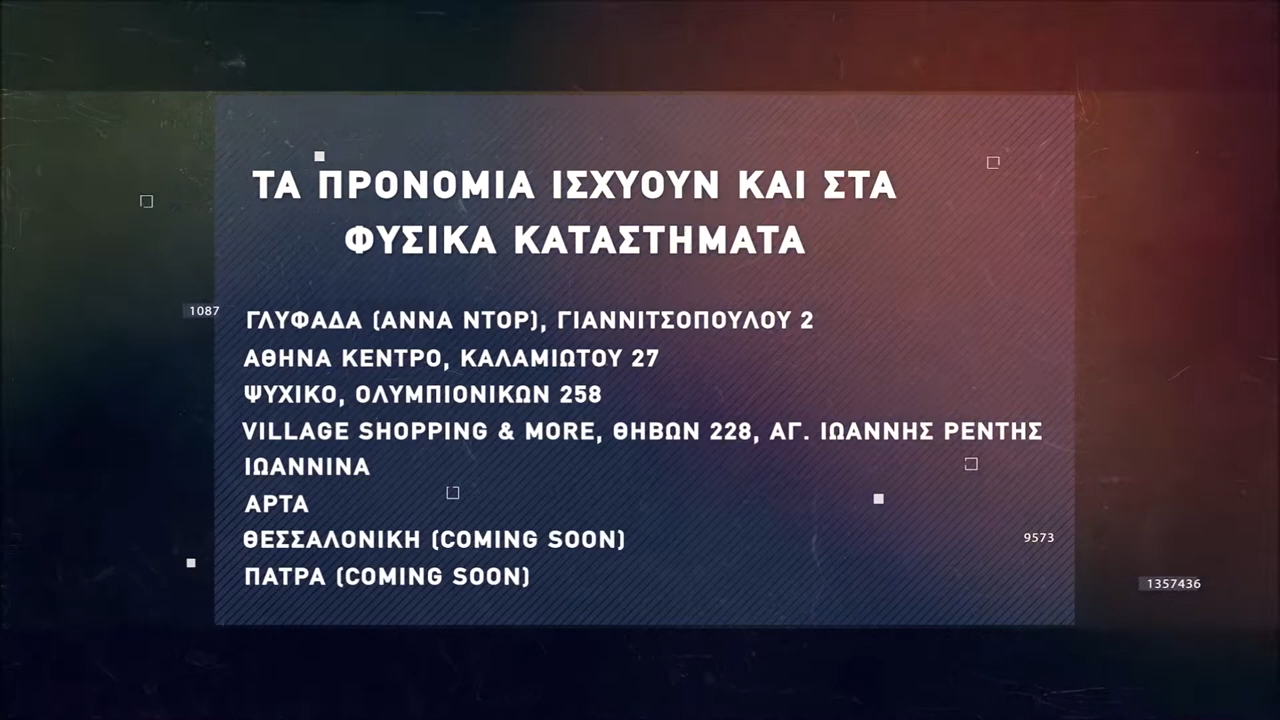 ΤΑ ΠΡΟΝΟΜΙΑ ΙΣΧΥΟΥΝ ΚΑΙ ΣΤΑ
ΦΥΣΙΚΑ ΚΑΤΑΣΤΗΜΑΤΑ
1087
ΓΛΥΦΑΔΑ (ΑΝΝΑ ΝΤΟΡ), ΓΙΑΝΝΙΤΣΟΠΟΥΛΟΥ 2
ΑΘΗΝΑ ΚΕΝΤΡΟ, ΚΑΛΑΜΙΩΤΟΥ 27
ΨΥΧΙΚΟ, ΟΛΥΜΠΙΟΝΙΚΩΝ 258
VILLAGE SHOPPING & MORE, ΘΗΒΩΝ 228, ΑΓ. ΙΩΑΝΝΗΣ ΡΕΝΤΗΣ
ΙΩΑΝΝΙΝΑ
ΑΡΤΑ
ΘΕΣΣΑΛΟΝΙΚΗ (COMING SOON)
9573
ΠΑΤΡΑ (COMING SOON)
1357436